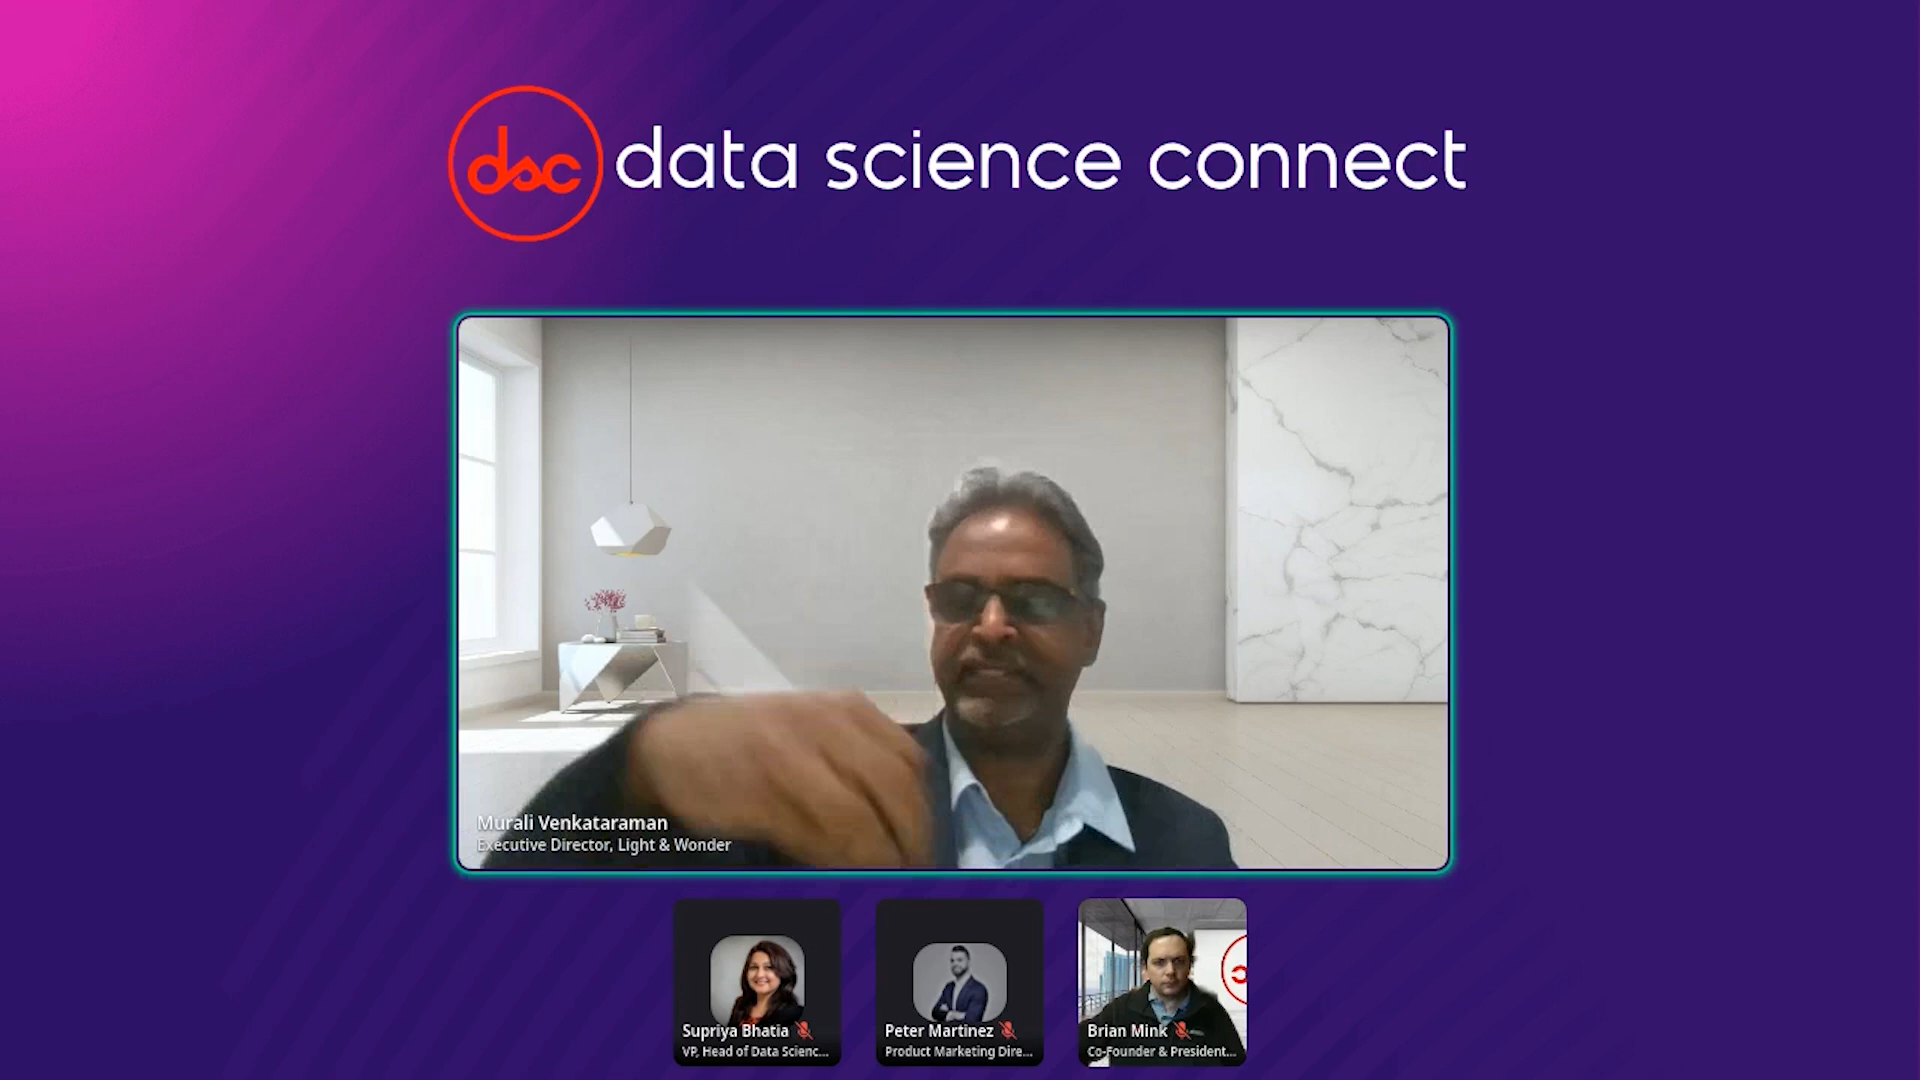 dsc data science connect
Murali Venkataraman
Executive Director, Light & Wonder
Supriya Bhatia
VP, Head of Data Scienc...
Peter Martinez
Product Marketing Dire...
Brian Mink
Co-Founder & President...